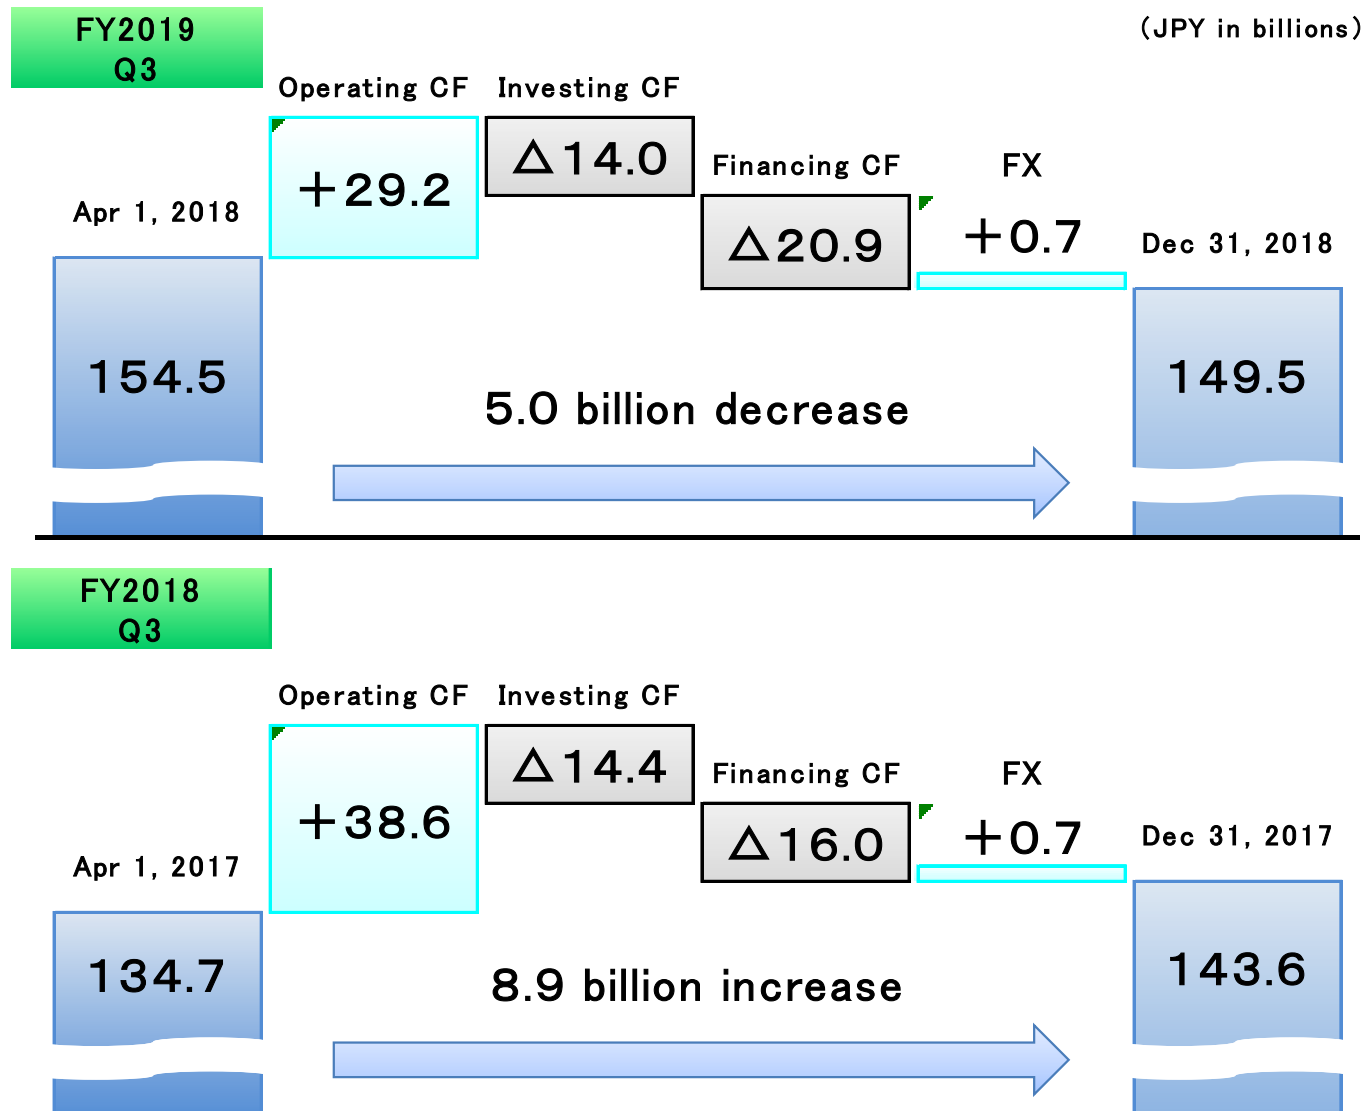 FY2019
Q3
(JPY in billions)
Operating CF
Investing CF
△14.0
Financing CF
FX
+29.2
Apr 1, 2018
△20.9
+0.7
Dec 31, 2018
154.5
149.5
5.0 billion decrease
FY2018
Q3
Operating CF
Investing CF
△14.4
Financing CF
FX
+38.6
△16.0
+0.7
Dec 31, 2017
Apr 1, 2017
134.7
143.6
8.9 billion increase